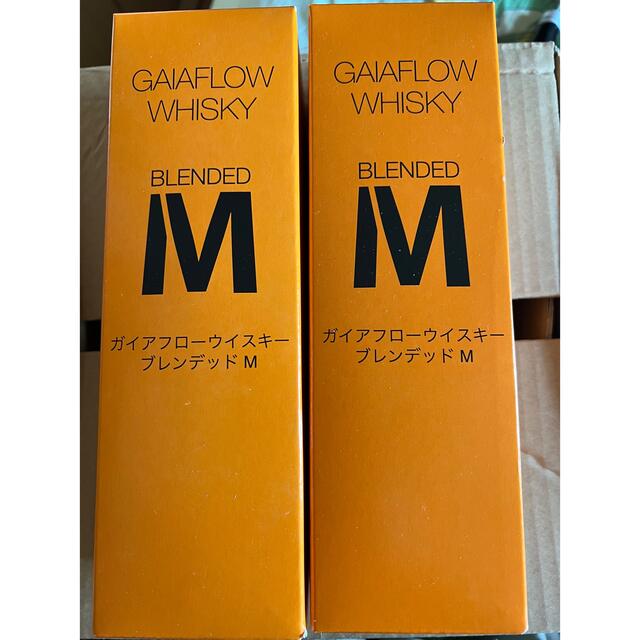 GAIAFLOW
WHISKY
BLENDED
M
ガイアフローウイスキー
ブレンデッド M
GAIAFLOW
WHISKY
BLENDED
M
ガイアフローウイスキー
ブレンデッド M